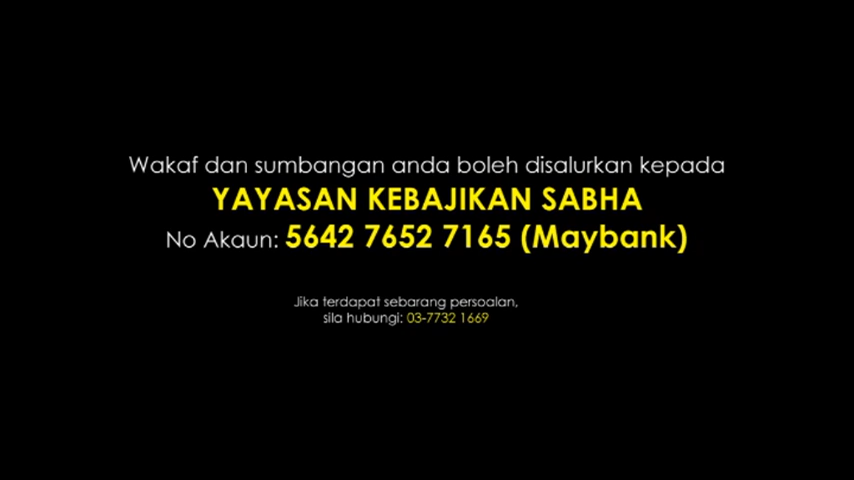 Wakaf dan sumbangan anda boleh disalurkan kepada
YAYASAN KEBAJIKAN SABHA
No Akaun: 5642 7652 7165 (Maybank)
Jika terdapat sebarang persoalan,
sila hubungi: 03-7732 1669